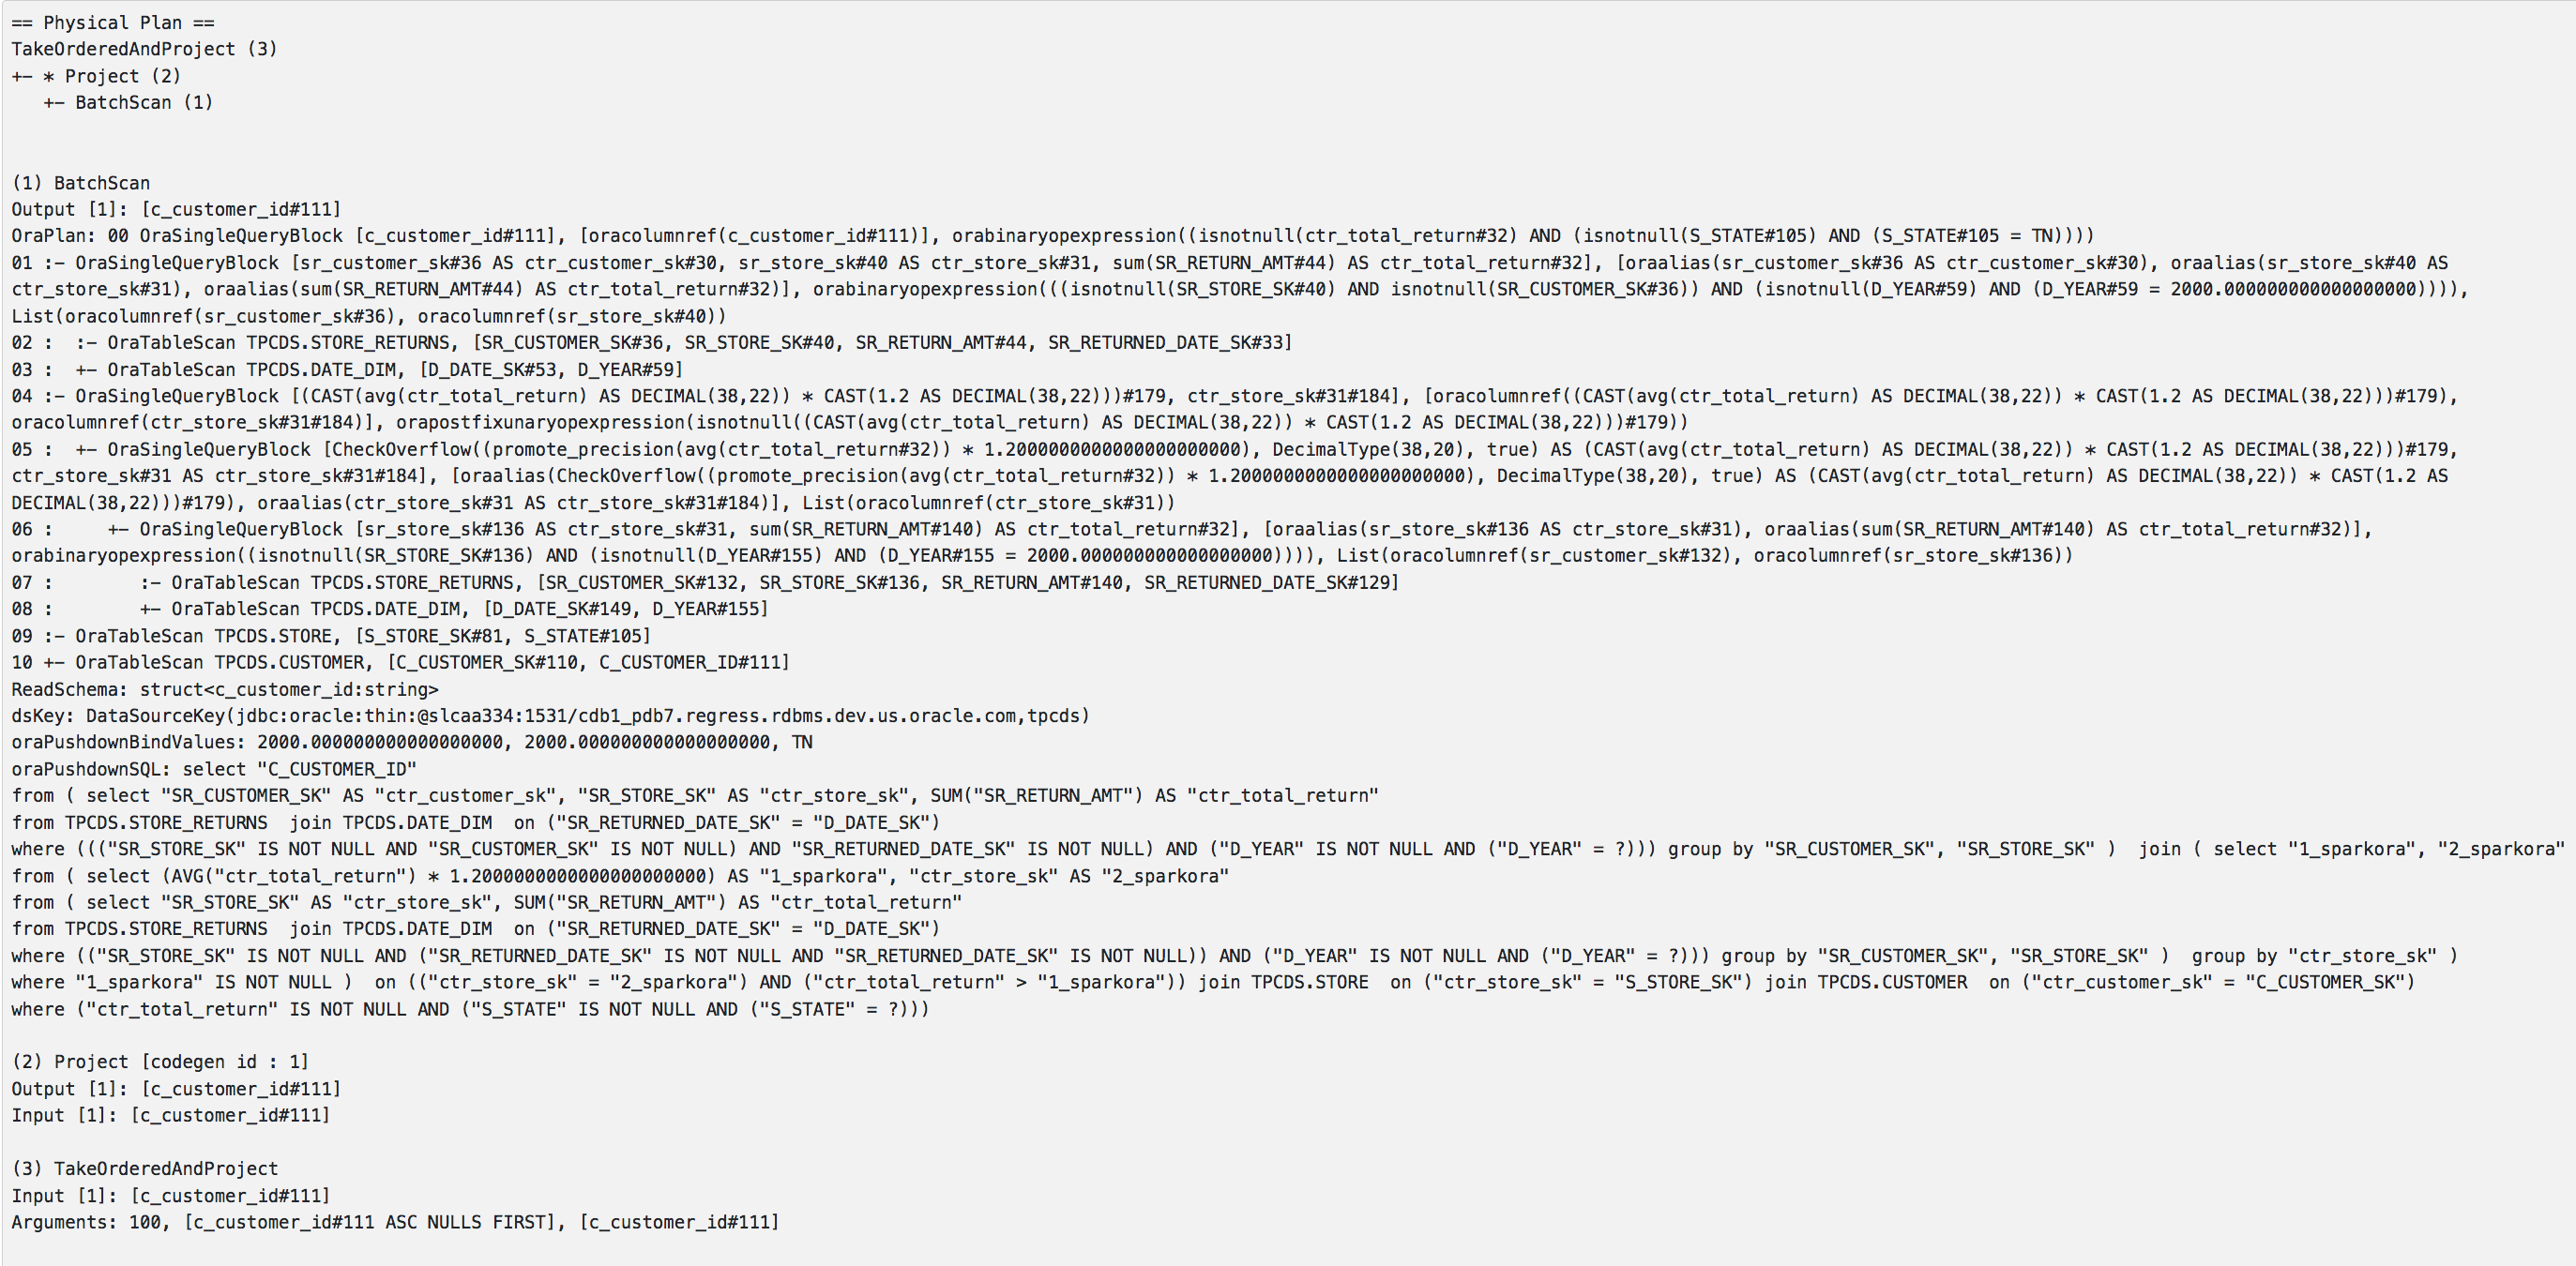 == Physical Plan ==
TakeOrderedAndProject (3)
+- * Project (2)
   +- BatchScan (1)
(1) BatchScan
Output [1]: [c_customer_id#111]
OraPlan: 00 OraSingleQueryBlock [c_customer_id#111], [oracolumnref(c_customer_id#111)], orabinaryopexpression((isnotnull(ctr_total_return#32) AND (isnotnull(S_STATE#105) AND (S_STATE#105 = TN))))
01 :- OraSingleQueryBlock [sr_customer_sk#36 AS ctr_customer_sk#30, sr_store_sk#40 AS ctr_store_sk#31, sum(SR_RETURN_AMT#44) AS ctr_total_return#32], [oraalias(sr_customer_sk#36 AS ctr_customer_sk#30), oraalias(sr_store_sk#40 AS
ctr_store_sk#31), oraalias(sum(SR_RETURN_AMT#44) AS ctr_total_return#32)], orabinaryopexpression(((isnotnull(SR_STORE_SK#40) AND isnotnull(SR_CUSTOMER_SK#36)) AND (isnotnull(D_YEAR#59) AND (D_YEAR#59 = 2000.000000000000000000)))),
List(oracolumnref(sr_customer_sk#36), oracolumnref(sr_store_sk#40))
02 :  :- OraTableScan TPCDS.STORE_RETURNS, [SR_CUSTOMER_SK#36, SR_STORE_SK#40, SR_RETURN_AMT#44, SR_RETURNED_DATE_SK#33]
03 :  +- OraTableScan TPCDS.DATE_DIM, [D_DATE_SK#53, D_YEAR#59]
04 :- OraSingleQueryBlock [(CAST(avg(ctr_total_return) AS DECIMAL(38,22)) * CAST(1.2 AS DECIMAL(38,22)))#179, ctr_store_sk#31#184], [oracolumnref((CAST(avg(ctr_total_return) AS DECIMAL(38,22)) * CAST(1.2 AS DECIMAL(38,22)))#179),
oracolumnref(ctr_store_sk#31#184)], orapostfixunaryopexpression(isnotnull((CAST(avg(ctr_total_return) AS DECIMAL(38,22)) * CAST(1.2 AS DECIMAL(38,22)))#179))
05 :  +- OraSingleQueryBlock [CheckOverflow((promote_precision(avg(ctr_total_return#32)) * 1.2000000000000000000000), DecimalType(38,20), true) AS (CAST(avg(ctr_total_return) AS DECIMAL(38,22)) * CAST(1.2 AS DECIMAL(38,22)))#179,
ctr_store_sk#31 AS ctr_store_sk#31#184], [oraalias(CheckOverflow((promote_precision(avg(ctr_total_return#32)) * 1.2000000000000000000000), DecimalType(38,20), true) AS (CAST(avg(ctr_total_return) AS DECIMAL(38,22)) * CAST(1.2 AS
DECIMAL(38,22)))#179), oraalias(ctr_store_sk#31 AS ctr_store_sk#31#184)], List(oracolumnref(ctr_store_sk#31))
06 :     +- OraSingleQueryBlock [sr_store_sk#136 AS ctr_store_sk#31, sum(SR_RETURN_AMT#140) AS ctr_total_return#32], [oraalias(sr_store_sk#136 AS ctr_store_sk#31), oraalias(sum(SR_RETURN_AMT#140) AS ctr_total_return#32)],
orabinaryopexpression((isnotnull(SR_STORE_SK#136) AND (isnotnull(D_YEAR#155) AND (D_YEAR#155 = 2000.000000000000000000)))), List(oracolumnref(sr_customer_sk#132), oracolumnref(sr_store_sk#136))
07 :        :- OraTableScan TPCDS.STORE_RETURNS, [SR_CUSTOMER_SK#132, SR_STORE_SK#136, SR_RETURN_AMT#140, SR_RETURNED_DATE_SK#129]
08 :        +- OraTableScan TPCDS.DATE_DIM, [D_DATE_SK#149, D_YEAR#155]
09 :- OraTableScan TPCDS.STORE, [S_STORE_SK#81, S_STATE#105]
10 +- OraTableScan TPCDS.CUSTOMER, [C_CUSTOMER_SK#110, C_CUSTOMER_ID#111]
ReadSchema: struct<c_customer_id:string>
dsKey: DataSourceKey(jdbc:oracle:thin:@slcaa334:1531/cdb1_pdb7.regress.rdbms.dev.us.oracle.com,tpcds)
oraPushdownBindValues: 2000.000000000000000000, 2000.000000000000000000, TN
oraPushdownSQL: select "C_CUSTOMER_ID"
from ( select "SR_CUSTOMER_SK" AS "ctr_customer_sk", "SR_STORE_SK" AS "ctr_store_sk", SUM("SR_RETURN_AMT") AS "ctr_total_return"
from TPCDS.STORE_RETURNS  join TPCDS.DATE_DIM  on ("SR_RETURNED_DATE_SK" = "D_DATE_SK")
where ((("SR_STORE_SK" IS NOT NULL AND "SR_CUSTOMER_SK" IS NOT NULL) AND "SR_RETURNED_DATE_SK" IS NOT NULL) AND ("D_YEAR" IS NOT NULL AND ("D_YEAR" = ?))) group by "SR_CUSTOMER_SK", "SR_STORE_SK" )  join ( select "1_sparkora", "2_sparkora"
from ( select (AVG("ctr_total_return") * 1.2000000000000000000000) AS "1_sparkora", "ctr_store_sk" AS "2_sparkora"
from ( select "SR_STORE_SK" AS "ctr_store_sk", SUM("SR_RETURN_AMT") AS "ctr_total_return"
from TPCDS.STORE_RETURNS  join TPCDS.DATE_DIM  on ("SR_RETURNED_DATE_SK" = "D_DATE_SK")
where (("SR_STORE_SK" IS NOT NULL AND ("SR_RETURNED_DATE_SK" IS NOT NULL AND "SR_RETURNED_DATE_SK" IS NOT NULL)) AND ("D_YEAR" IS NOT NULL AND ("D_YEAR" = ?))) group by "SR_CUSTOMER_SK", "SR_STORE_SK" )  group by "ctr_store_sk" )
where "1_sparkora" IS NOT NULL )  on (("ctr_store_sk" = "2_sparkora") AND ("ctr_total_return" > "1_sparkora")) join TPCDS.STORE  on ("ctr_store_sk" = "S_STORE_SK") join TPCDS.CUSTOMER  on ("ctr_customer_sk" = "C_CUSTOMER_SK")
where ("ctr_total_return" IS NOT NULL AND ("S_STATE" IS NOT NULL AND ("S_STATE" = ?)))
(2) Project [codegen id : 1]
Output [1]: [c_customer_id#111]
Input [1]: [c_customer_id#111]
(3) TakeOrderedAndProject
Input [1]: [c_customer_id#111]
Arguments: 100, [c_customer_id#111 ASC NULLS FIRST], [c_customer_id#111]